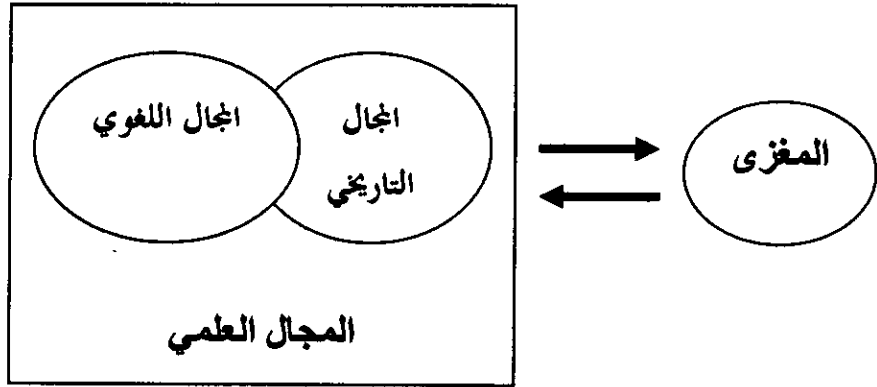 المجال اللغوي
المجال
التاريخي
المغزى
المجال العلمي